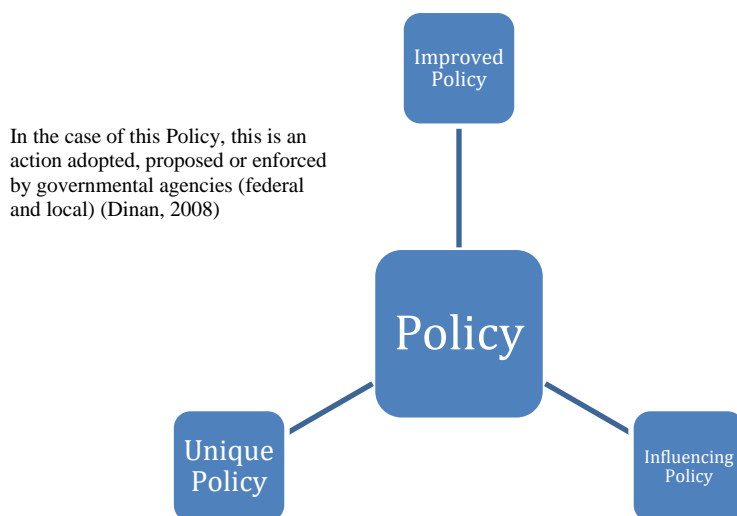 Improved
Policy
In the case of this Policy, this is an
action adopted, proposed or enforced
by governmental agencies (federal
and local) (Dinan, 2008)
Policy
Unique
Policy
Influencing
Policy